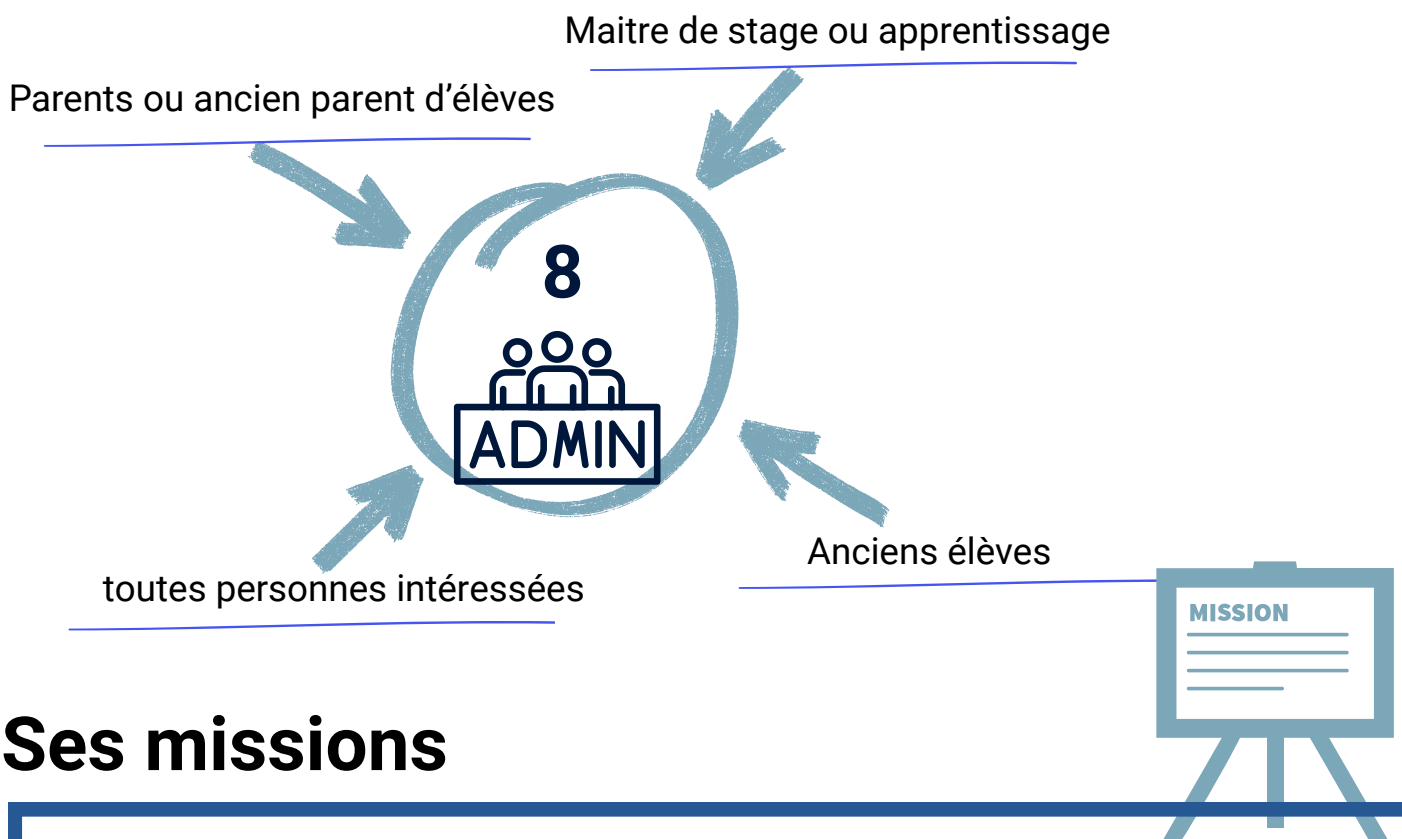 Maitre de stage ou apprentissage
Parents ou ancien parent d’élèves
8
ADMIN
Anciens élèves
toutes personnes intéressées
MISSION
Ses missions